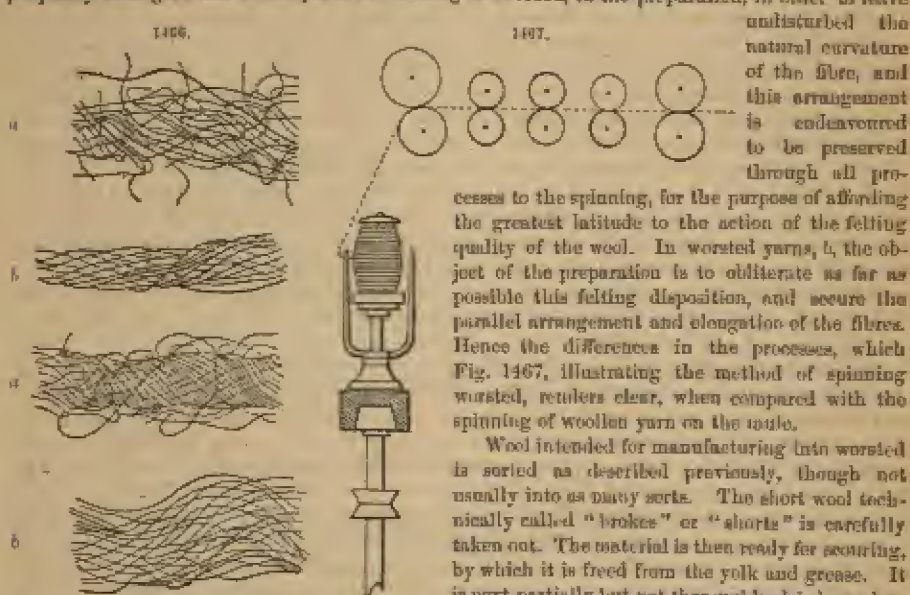 1466.
1467.
a
b
a
b
undisturbed the
natural curvature
of the fibre, and
this arrangement
is endeavoured
to be preserved
through all pro-
cesses to the spinning, for the purpose of affording
the greatest latitude to the action of the felting
quality of the wool. In worsted yarns, b, the ob-
ject of the preparation is to obliterate as far as
possible this felting disposition, and secure the
parallel arrangement and elongation of the fibres.
Hence the differences in the processes, which
Fig. 1467, illustrating the method of spinning
worsted, renders clear, when compared with the
spinning of woollen yarn on the mule.
Wool intended for manufacturing into worsted
is sorted as described previously, though not
usually into as many sorts. The short wool tech-
nically called "brokes" or "shorts" is carefully
taken out. The material is then ready for scouring,
by which it is freed from the yolk and grease. It